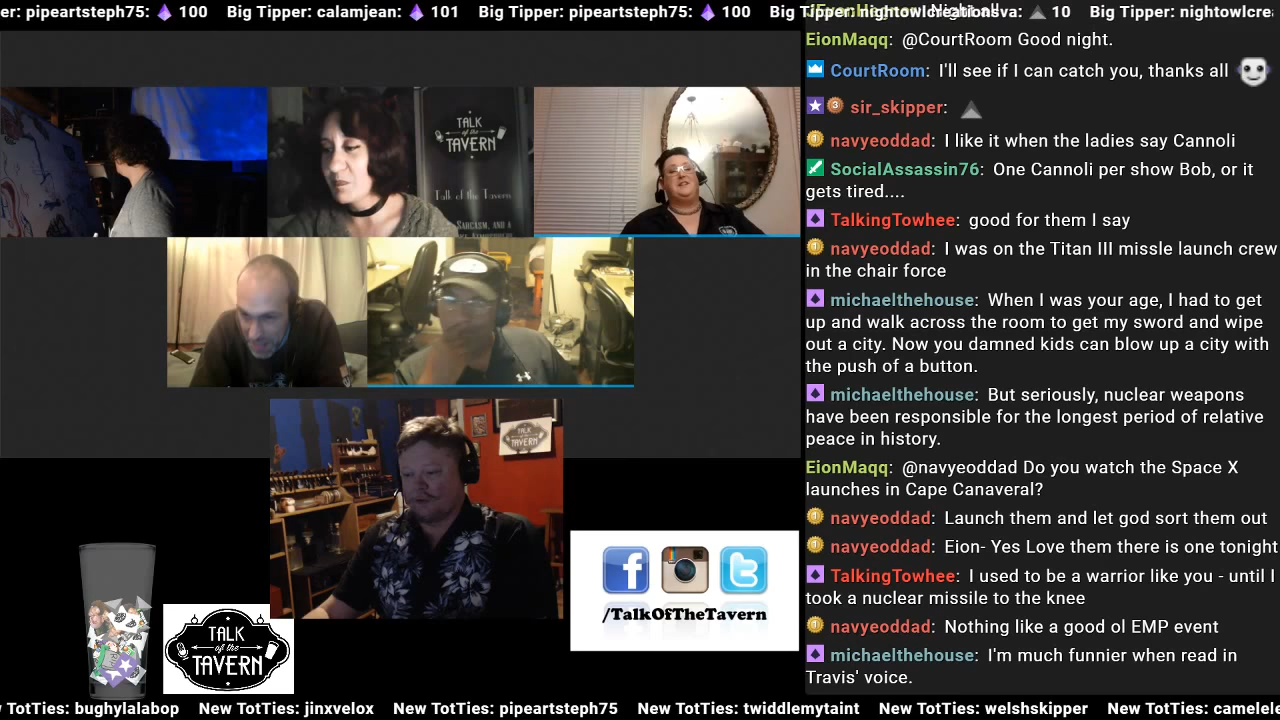 er: pipeartsteph75: 100 Big Tipper: calamjean: 101 Big Tipper: pipeartsteph75: 100 Big Tipper: nightowlcreationsva: 10 Big Tipper: nightowlcre
Night all
EionMaqq: @CourtRoom Good night.
CourtRoom: I'll see if I can catch you, thanks all
3 sir_skipper:
navyeoddad: I like it when the ladies say Cannoli
SocialAssassin76: One Cannoli per show Bob, or it
gets tired....
TalkingTowhee: good for them I say
navyeoddad: I was on the Titan III missle launch crew
in the chair force
michaelthehouse: When I was your age, I had to get
up and walk across the room to get my sword and wipe
out a city. Now you damned kids can blow up a city with
the push of a button.
michaelthehouse: But seriously, nuclear weapons
have been responsible for the longest period of relative
peace in history.
EionMaqq: @navyeoddad Do you watch the Space X
launches in Cape Canaveral?
navyeoddad: Launch them and let god sort them out
navyeoddad: Eion- Yes Love them there is one tonight
TalkingTowhee: I used to be a warrior like you - until I
took a nuclear missile to the knee
navyeoddad: Nothing like a good ol EMP event
michaelthehouse: I'm much funnier when read in
Travis' voice.
TALK
of the
TAVERN
Talk of the Tavern
Sarcasm, and a
TALK
of the
TAVERN
/TalkOfTheTavern
TALK
of the
TAVERN
TotTies: bughylalabop New TotTies: jinxvelox New TotTies: pipeartsteph75 New TotTies: twiddlemytaint New TotTies: welshskipper New TotTies: camelele